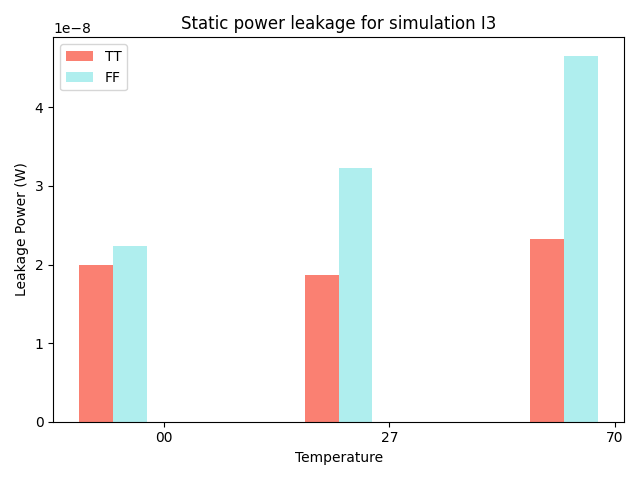 Static power leakage for simulation I3
1e−8
TT
FF
4
3
2
1
0
Leakage Power (W)
00
27
70
Temperature